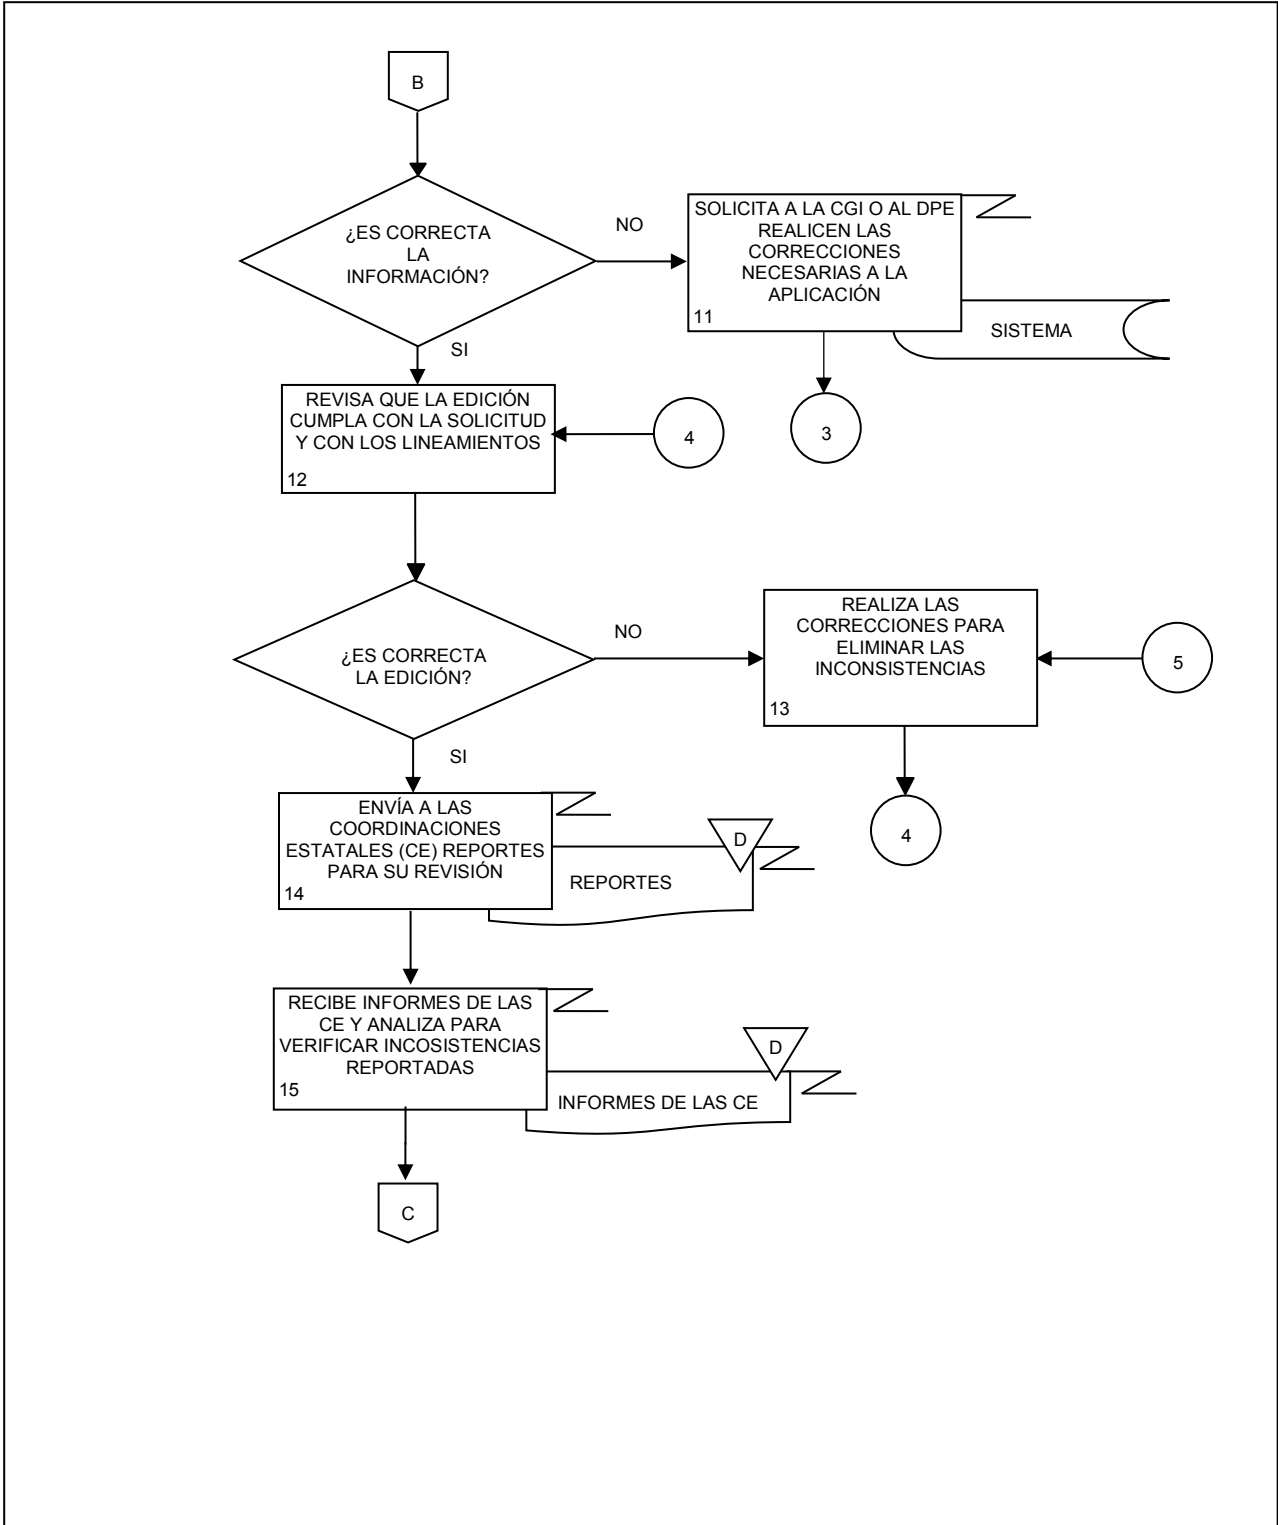 B
¿ES CORRECTA
LA
INFORMACIÓN?
NO
SOLICITA A LA CGI O AL DPE
REALICEN LAS
CORRECCIONES
NECESARIAS A LA
APLICACIÓN
11
SISTEMA
3
SI
REVISA QUE LA EDICIÓN
CUMPLA CON LA SOLICITUD
Y CON LOS LINEAMIENTOS
12
4
¿ES CORRECTA
LA EDICIÓN?
NO
REALIZA LAS
CORRECCIONES PARA
ELIMINAR LAS
INCONSISTENCIAS
13
5
4
SI
ENVÍA A LAS
COORDINACIONES
ESTATALES (CE) REPORTES
PARA SU REVISIÓN
14
D
REPORTES
RECIBE INFORMES DE LAS
CE Y ANALIZA PARA
VERIFICAR INCOSISTENCIAS
REPORTADAS
15
D
INFORMES DE LAS CE
C